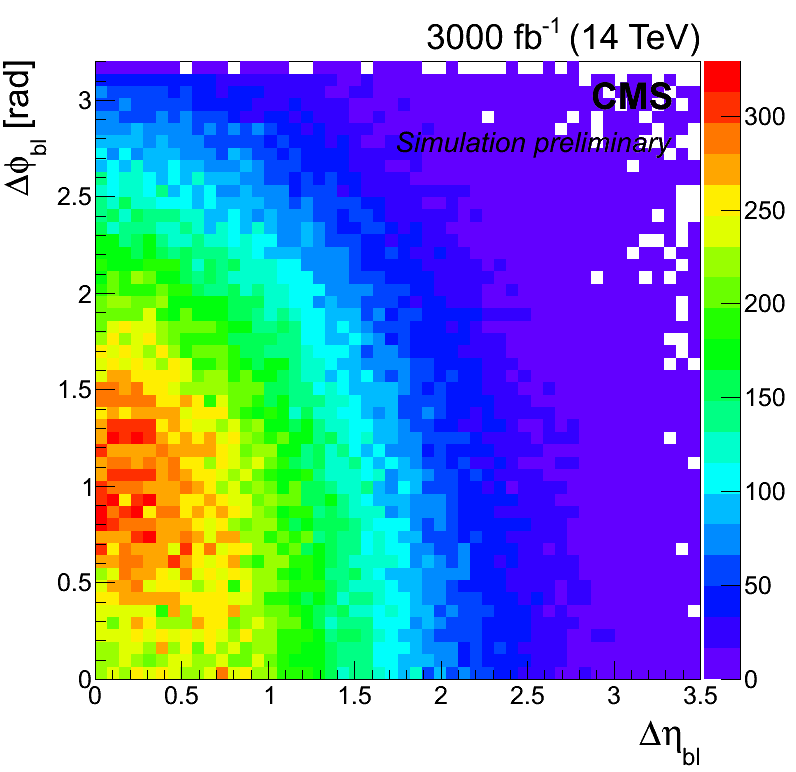 3000 fb⁻¹ (14 TeV)
CMS
Simulation preliminary
Δϕ_bl [rad]
3
2.5
2
1.5
1
0.5
0
0 0.5 1 1.5 2 2.5 3 3.5
Δη_bl
300
250
200
150
100
50
0